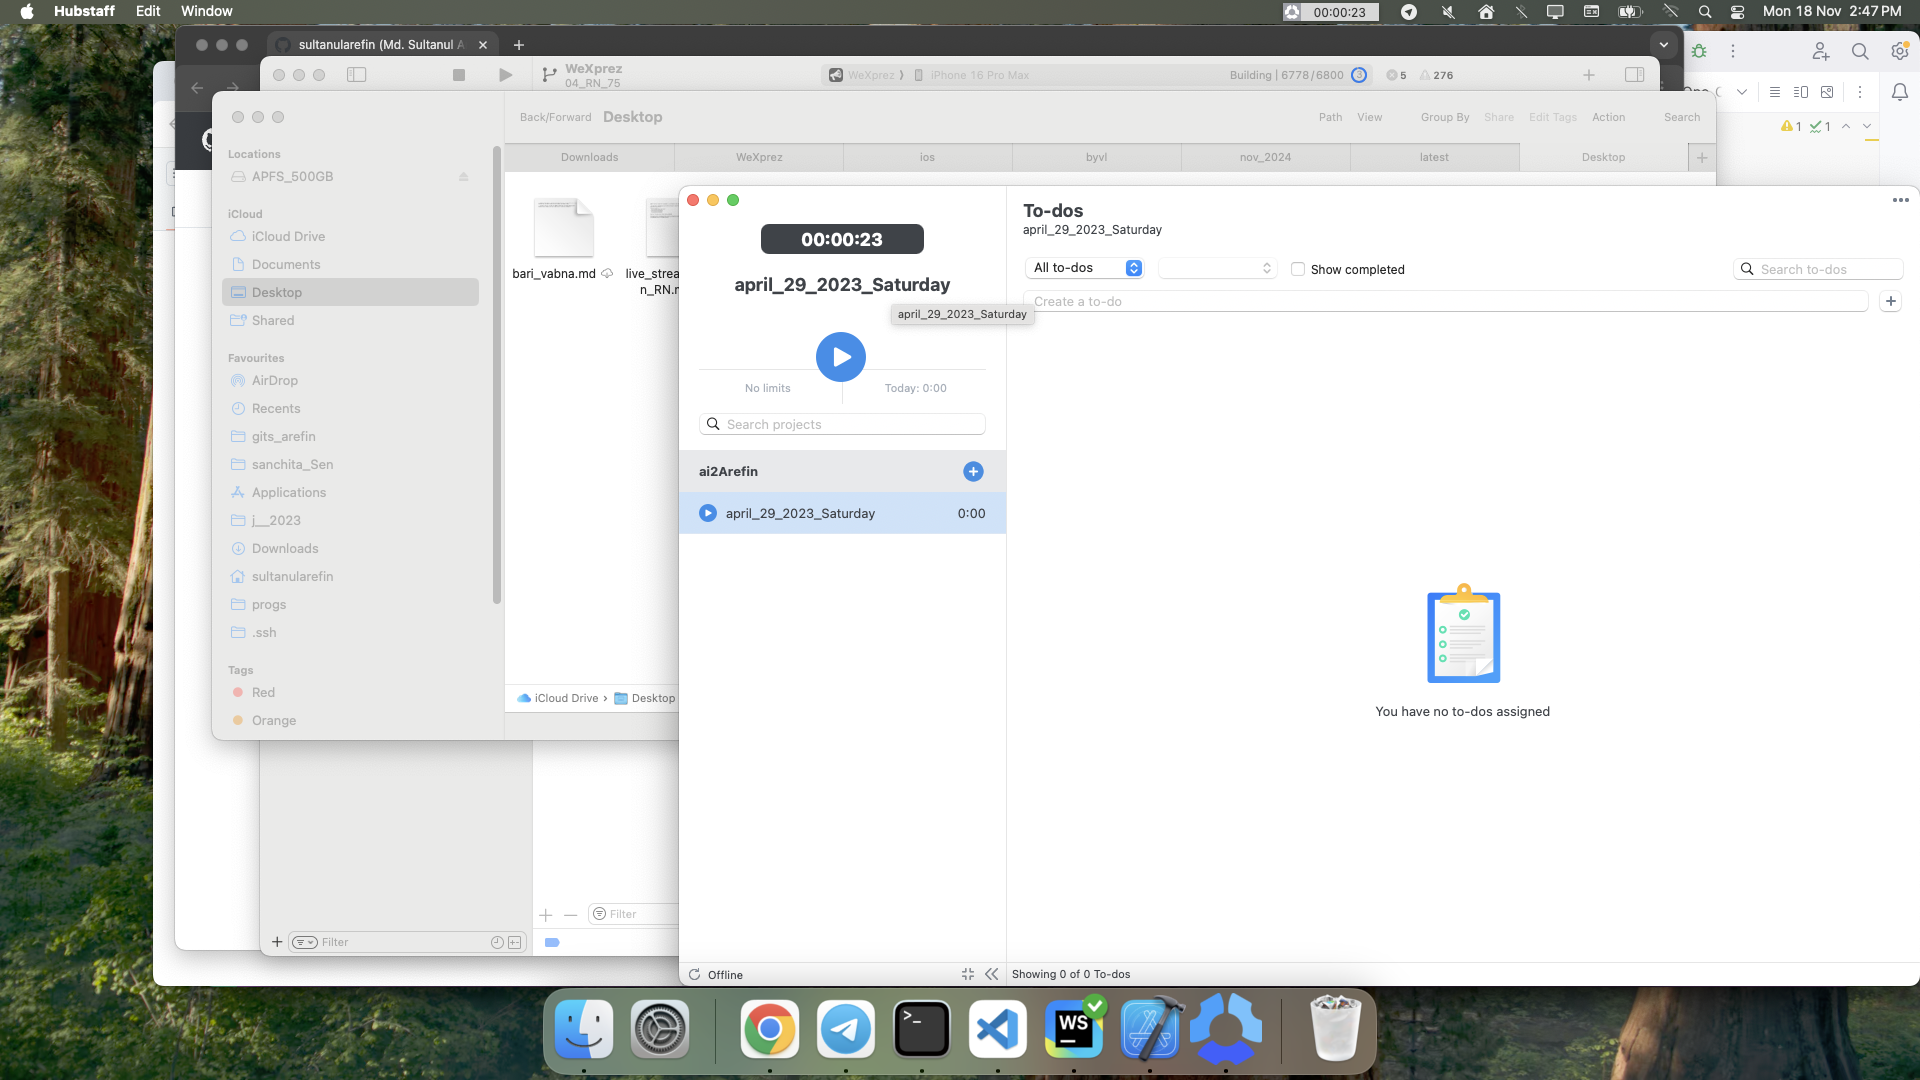 Hubstaff Edit Window
00:00:23
Mon 18 Nov 2:47 PM
sultanularefin (Md. Sultanul A
WeXprez
04_RN_75
WeXprez
iPhone 16 Pro Max
Building | 6778/6800
3
5
276
1
1
Back/Forward Desktop
Path View Group By Share Edit Tags Action Search
Downloads WeXprez ios byvl nov_2024 latest Desktop
Locations
APFS_500GB
iCloud
iCloud Drive
Documents
Desktop
Shared
Favourites
AirDrop
Recents
gits_arefin
sanchita_Sen
Applications
j__2023
Downloads
sultanularefin
progs
.ssh
Tags
Red
Orange
bari_vabna.md
live_strea
n_RN.
iCloud Drive › Desktop
Filter
Filter
00:00:23
april_29_2023_Saturday
april_29_2023_Saturday
No limits
Today: 0:00
Search projects
ai2Arefin
april_29_2023_Saturday 0:00
Offline
To-dos
april_29_2023_Saturday
All to-dos
Show completed
Search to-dos
Create a to-do
You have no to-dos assigned
Showing 0 of 0 To-dos
WS